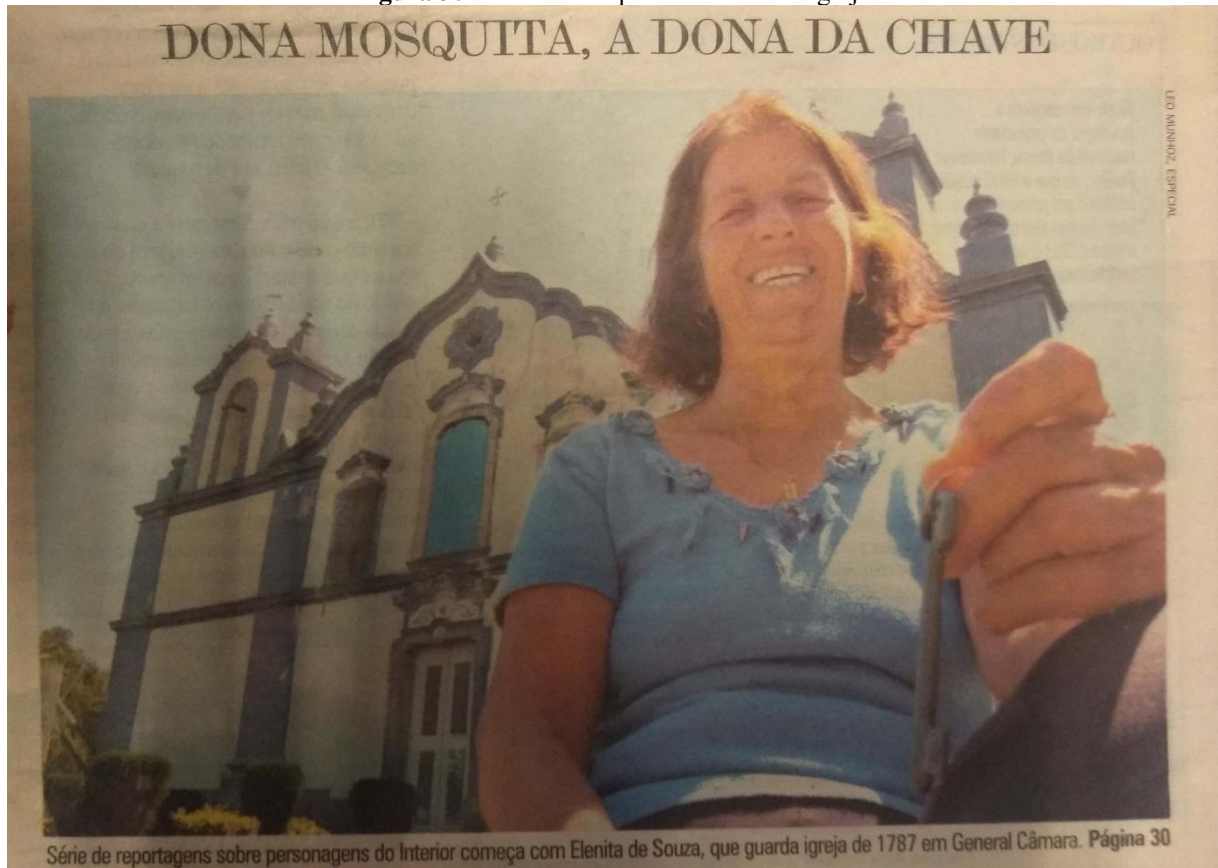 DONA MOSQUITA, A DONA DA CHAVE
LEO MUNHOZ, ESPECIAL
Série de reportagens sobre personagens do Interior começa com Elenita de Souza, que guarda igreja de 1787 em General Câmara. Página 30